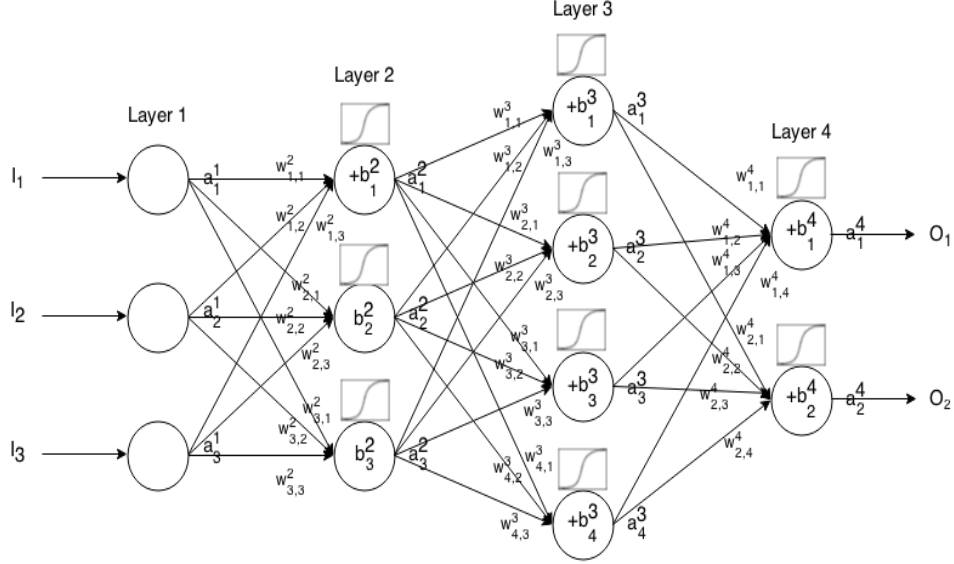 Layer 1
Layer 2
Layer 3
Layer 4
I₁
I₂
I₃
a¹₁
a¹₂
a¹₃
w²₁,₁
w²₁,₂
w²₁,₃
w²₂,₁
w²₂,₂
w²₂,₃
w²₃,₁
w²₃,₂
w²₃,₃
+b²₁
b²₂
b²₃
a²₁
a²₂
a²₃
w³₁,₁
w³₁,₂
w³₁,₃
w³₂,₁
w³₂,₂
w³₂,₃
w³₃,₁
w³₃,₂
w³₃,₃
w³₄,₁
w³₄,₂
w³₄,₃
+b³₁
+b³₂
+b³₃
+b³₄
a³₁
a³₂
a³₃
a³₄
w⁴₁,₁
w⁴₁,₂
w⁴₁,₃
w⁴₁,₄
w⁴₂,₁
w⁴₂,₂
w⁴₂,₃
w⁴₂,₄
+b⁴₁
+b⁴₂
a⁴₁
a⁴₂
O₁
O₂